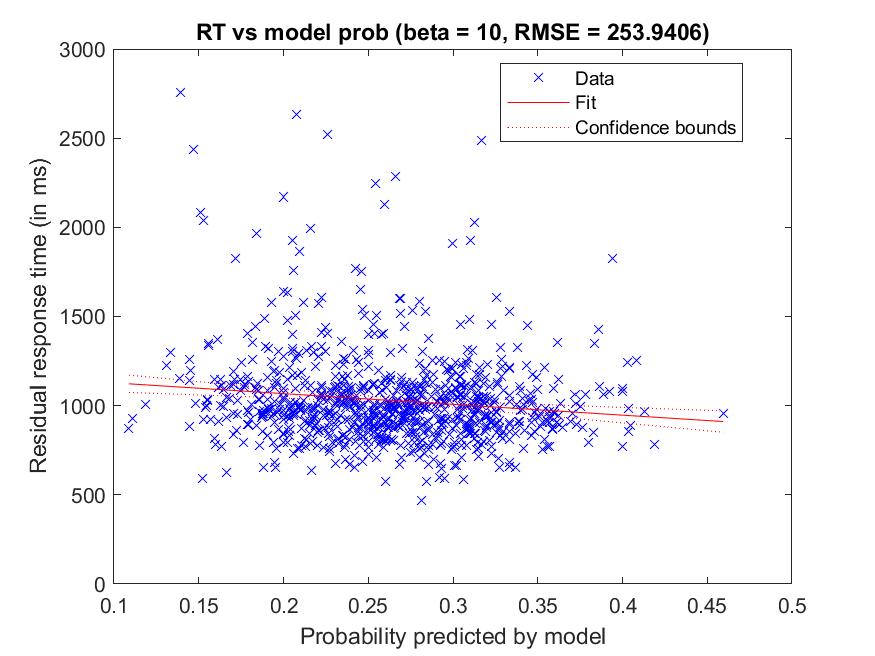 RT vs model prob (beta = 10, RMSE = 253.9406)
Data
Fit
Confidence bounds
Residual response time (in ms)
3000
2500
2000
1500
1000
500
0
0.1
0.15
0.2
0.25
0.3
0.35
0.4
0.45
0.5
Probability predicted by model